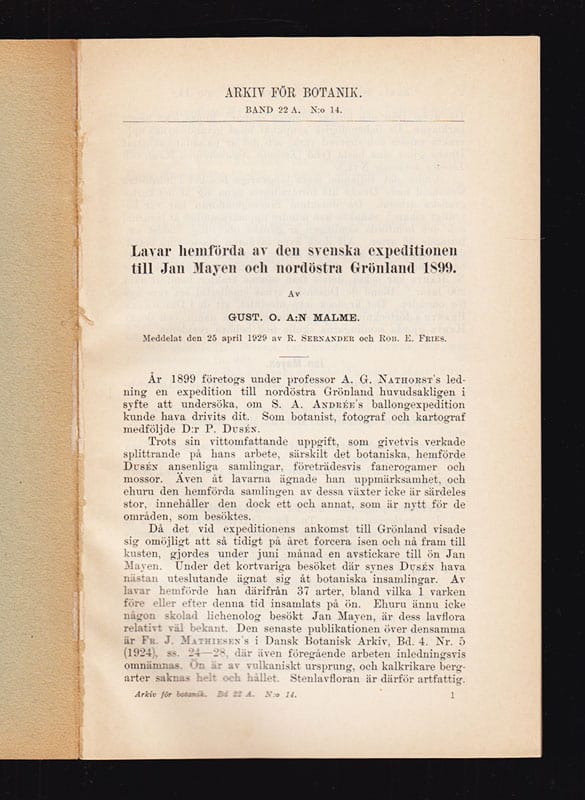 ARKIV FÖR BOTANIK.
BAND 22 A. N:o 14.
Lavar hemförda av den svenska expeditionen
till Jan Mayen och nordöstra Grönland 1899.
Av
GUST. O. A:N MALME.
Meddelat den 25 april 1929 av R. SERNANDER och ROB. E. FRIES.
År 1899 företogs under professor A. G. NATHORST's led-
ning en expedition till nordöstra Grönland huvudsakligen i
syfte att undersöka, om S. A. ANDRÉE's ballongexpedition
kunde hava drivits dit. Som botanist, fotograf och kartograf
medföljde D:r P. DUSÉN.
Trots sin vittomfattande uppgift, som givetvis verkade
splittrande på hans arbete, särskilt det botaniska, hemförde
DUSÉN ansenliga samlingar, företrädesvis fanerogamer och
mossor. Även åt lavarna ägnade han uppmärksamhet, och
ehuru den hemförda samlingen av dessa växter icke är särdeles
stor, innehåller den dock ett och annat, som är nytt för de
områden, som besöktes.
Då det vid expeditionens ankomst till Grönland visade
sig omöjligt att så tidigt på året forcera isen och nå fram till
kusten, gjordes under juni månad en avstickare till ön Jan
Mayen. Under det kortvariga besöket där synes DUSÉN hava
nästan uteslutande ägnat sig åt botaniska insamlingar. Av
lavar hemförde han därifrån 37 arter, bland vilka 1 varken
före eller efter denna tid insamlats på ön. Ehuru ännu icke
någon skolad lichenolog besökt Jan Mayen, är dess lavflora
relativt väl bekant. Den senaste publikationen över densamma
är FR. J. MATHIESEN's i Dansk Botanisk Arkiv, Bd. 4. Nr. 5
(1924), ss. 24—28, där även föregående arbeten inledningsvis
omnämnas. Ön är av vulkaniskt ursprung, och kalkrikare berg-
arter saknas helt och hållet. Stenlavfloran är därför artfattig.
Arkiv för botanik. Bd 22 A. N:o 14. 1